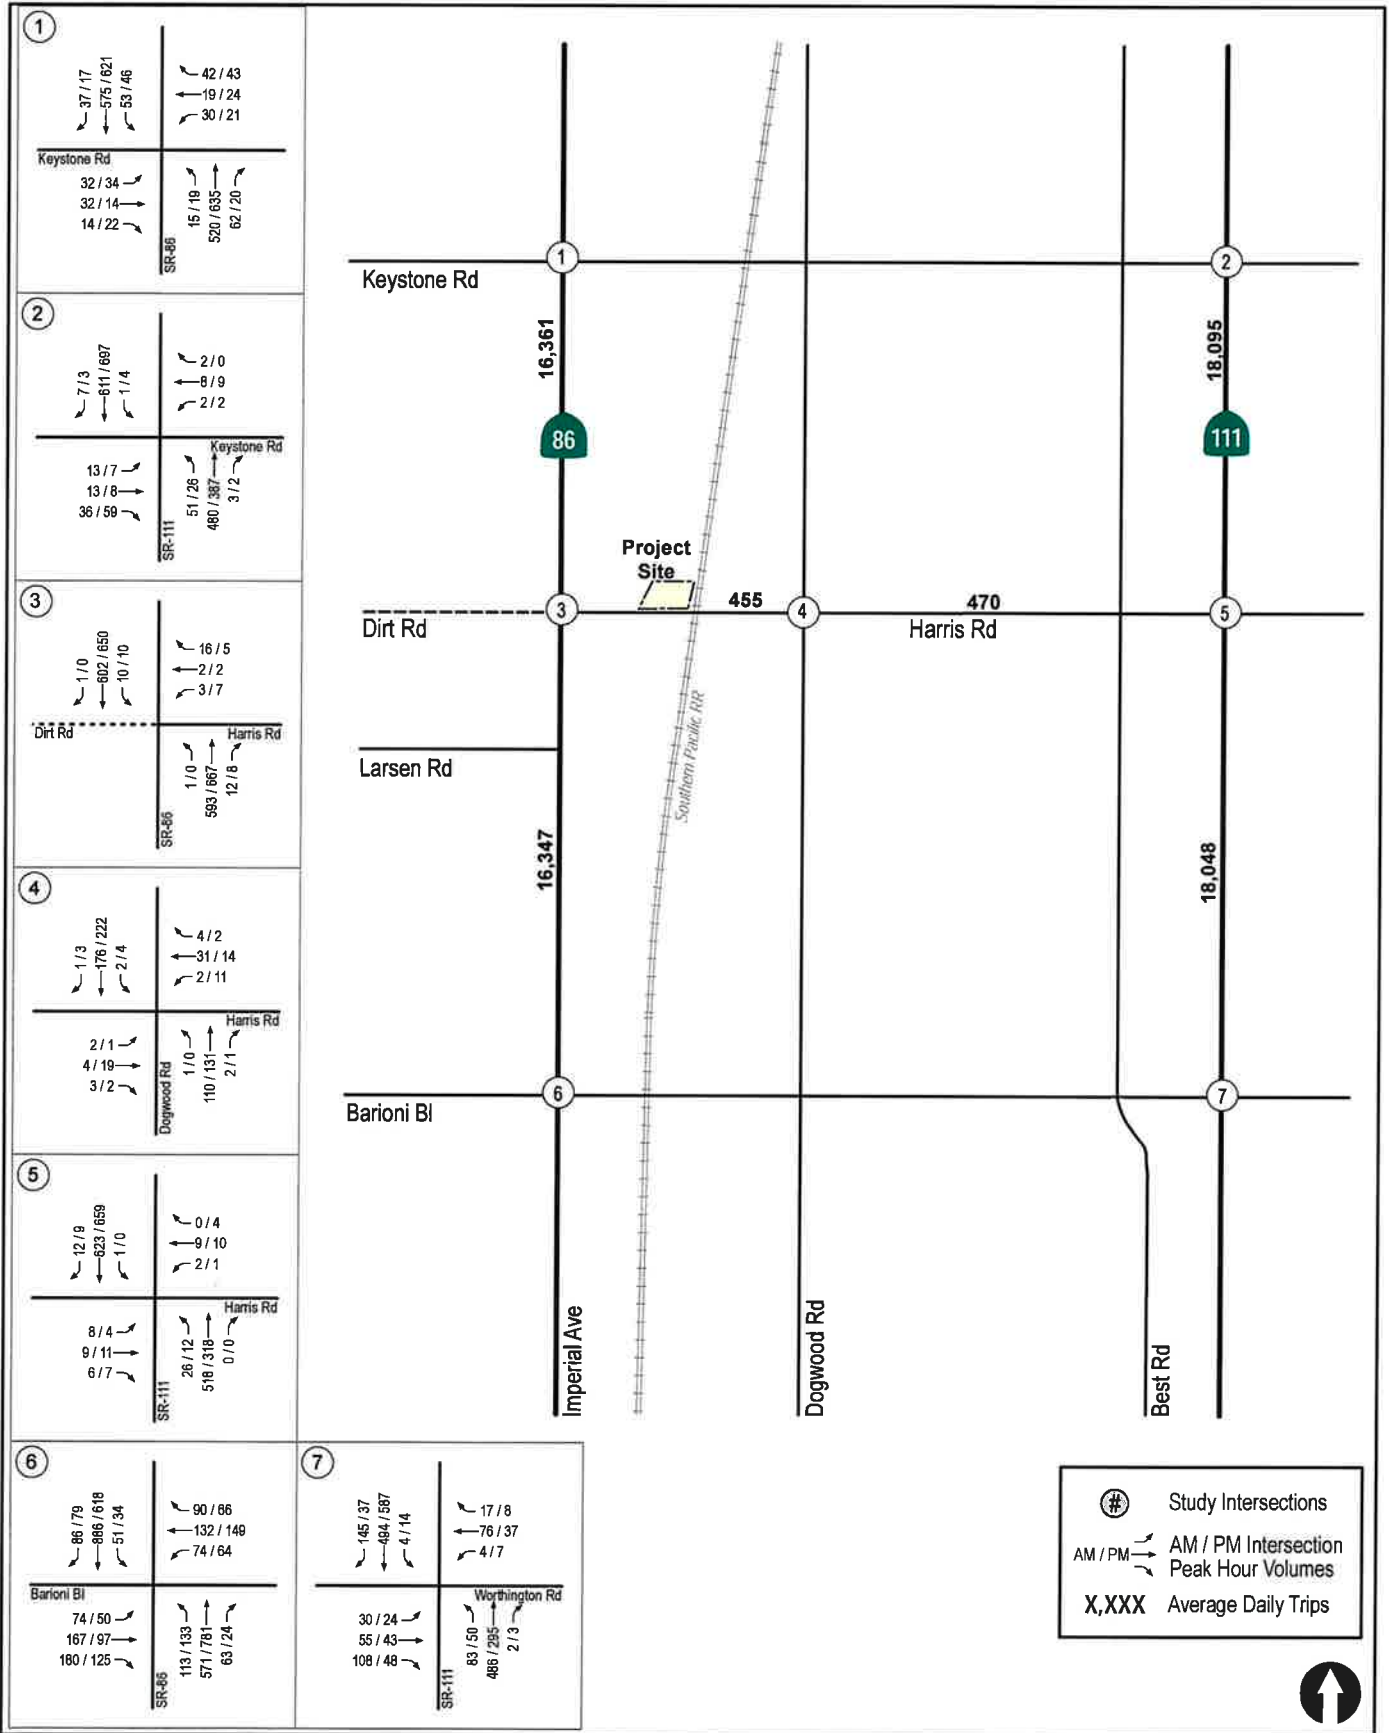 1
37 / 17
575 / 621
53 / 46
42 / 43
19 / 24
30 / 21
Keystone Rd
32 / 34
32 / 14
14 / 22
15 / 19
520 / 635
62 / 20
SR-86
2
7 / 3
611 / 697
1 / 4
2 / 0
8 / 9
2 / 2
Keystone Rd
13 / 7
13 / 8
36 / 59
51 / 26
480 / 387
3 / 2
SR-111
3
1 / 0
602 / 650
10 / 10
16 / 5
2 / 2
3 / 7
Dirt Rd
Harris Rd
1 / 0
593 / 667
12 / 8
SR-86
4
1 / 3
176 / 222
2 / 4
4 / 2
31 / 14
2 / 11
Harris Rd
2 / 1
4 / 19
3 / 2
1 / 0
110 / 131
2 / 1
Dogwood Rd
5
12 / 9
623 / 659
1 / 0
0 / 4
9 / 10
2 / 1
Harris Rd
8 / 4
9 / 11
6 / 7
26 / 12
518 / 318
0 / 0
SR-111
6
86 / 79
886 / 618
51 / 34
90 / 66
132 / 149
74 / 64
Barioni Bl
74 / 50
167 / 97
180 / 125
113 / 133
571 / 781
63 / 24
SR-86
7
145 / 37
494 / 587
4 / 14
17 / 8
76 / 37
4 / 7
Worthington Rd
30 / 24
55 / 43
108 / 48
83 / 50
486 / 295
2 / 3
SR-111
1
2
Keystone Rd
16,361
18,095
86
111
Project
Site
3
455
4
470
5
Dirt Rd
Harris Rd
Southern Pacific RR
Larsen Rd
16,347
18,048
6
7
Barioni Bl
Imperial Ave
Dogwood Rd
Best Rd
# Study Intersections
AM / PM AM / PM Intersection
Peak Hour Volumes
X,XXX Average Daily Trips